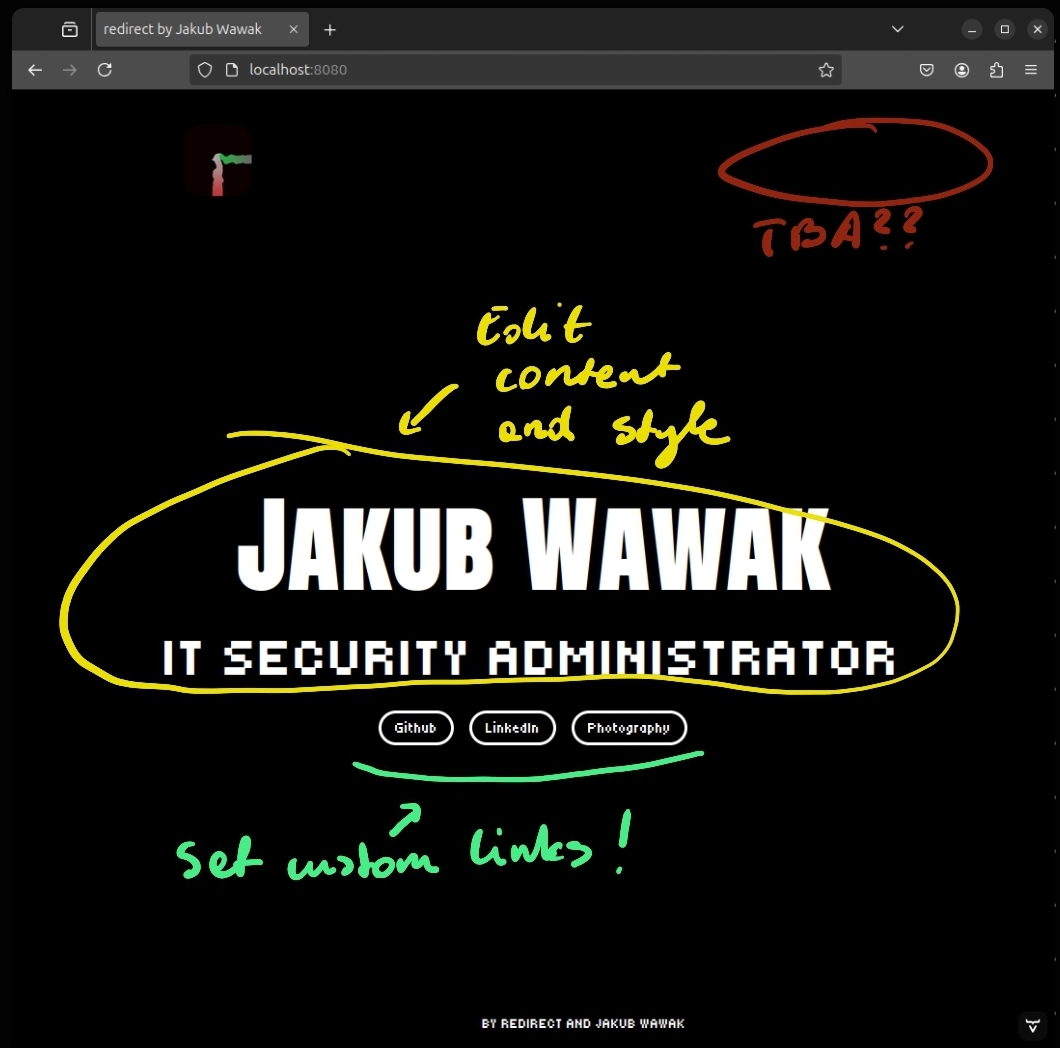 redirect by Jakub Wawak
localhost:8080
TBA??
Edit
content
and style
JAKUB WAWAK
IT SECURITY ADMINISTRATOR
Github LinkedIn Photography
Set custom links!
BY REDIRECT AND JAKUB WAWAK